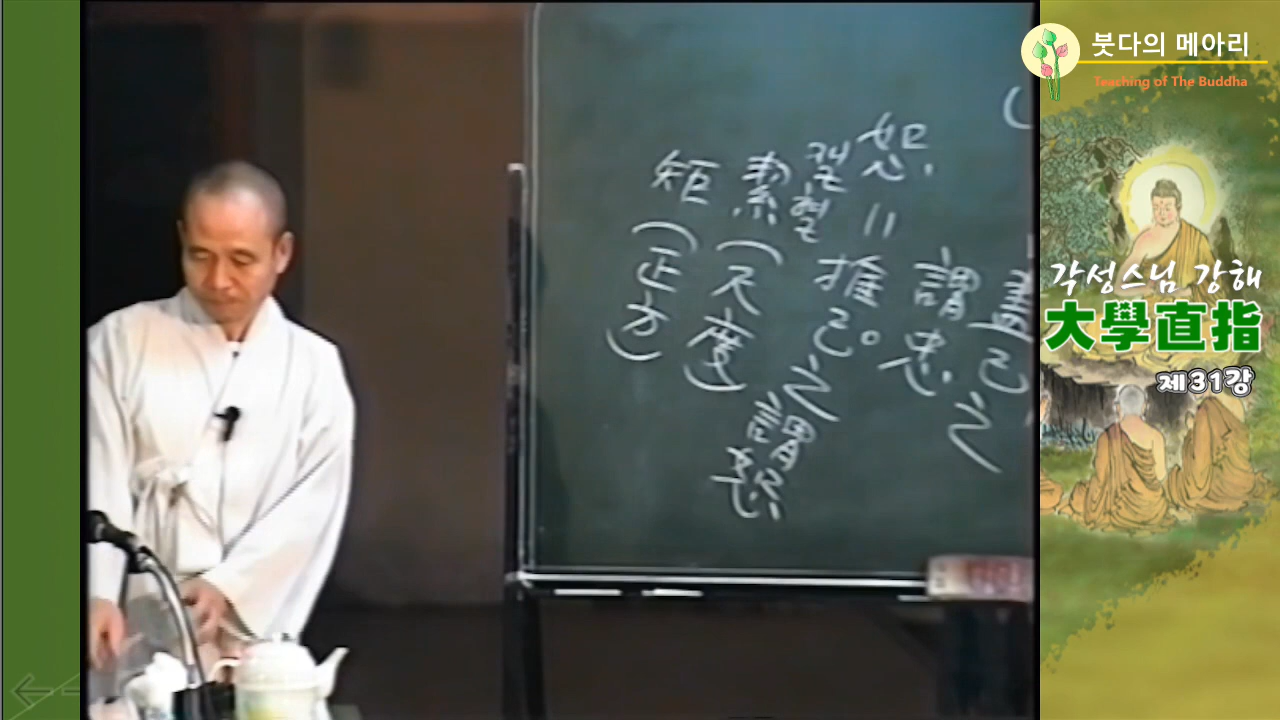 붓다의 메아리
Teaching of The Buddha
각성스님 강해
大學直指
제31강
盡己之
謂忠
恕 = 推己。之謂恕
絜 (尺度)
矩 (正方)